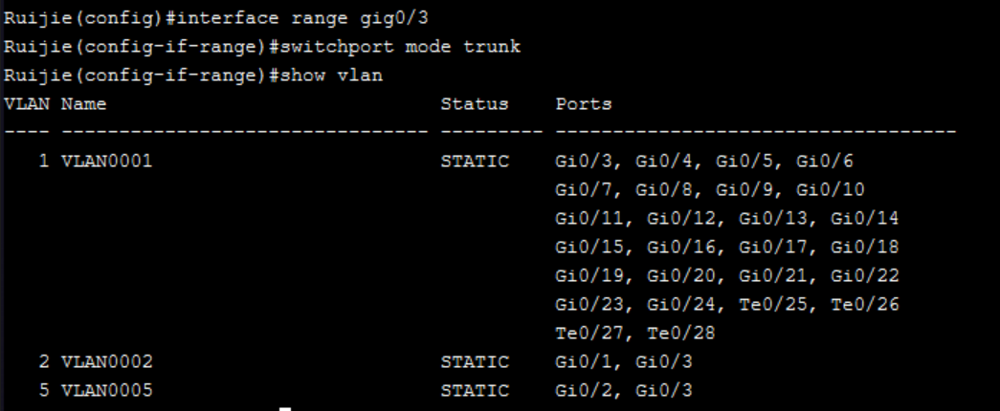 Ruijie(config)#interface range gig0/3
Ruijie(config-if-range)#switchport mode trunk
Ruijie(config-if-range)#show vlan
VLAN Name                             Status    Ports
---- -------------------------------- --------- -----------------------------------
   1 VLAN0001                         STATIC    Gi0/3, Gi0/4, Gi0/5, Gi0/6
                                                Gi0/7, Gi0/8, Gi0/9, Gi0/10
                                                Gi0/11, Gi0/12, Gi0/13, Gi0/14
                                                Gi0/15, Gi0/16, Gi0/17, Gi0/18
                                                Gi0/19, Gi0/20, Gi0/21, Gi0/22
                                                Gi0/23, Gi0/24, Te0/25, Te0/26
                                                Te0/27, Te0/28
   2 VLAN0002                         STATIC    Gi0/1, Gi0/3
   5 VLAN0005                         STATIC    Gi0/2, Gi0/3